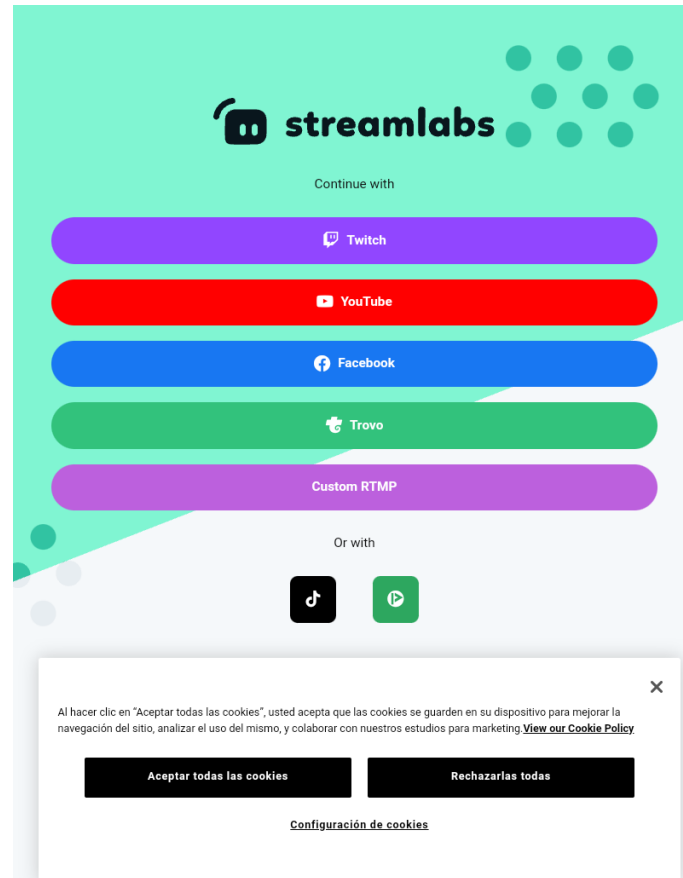 streamlabs
Continue with
Twitch
YouTube
Facebook
Trovo
Custom RTMP
Or with
Al hacer clic en “Aceptar todas las cookies”, usted acepta que las cookies se guarden en su dispositivo para mejorar la
navegación del sitio, analizar el uso del mismo, y colaborar con nuestros estudios para marketing.View our Cookie Policy
Aceptar todas las cookies
Rechazarlas todas
Configuración de cookies